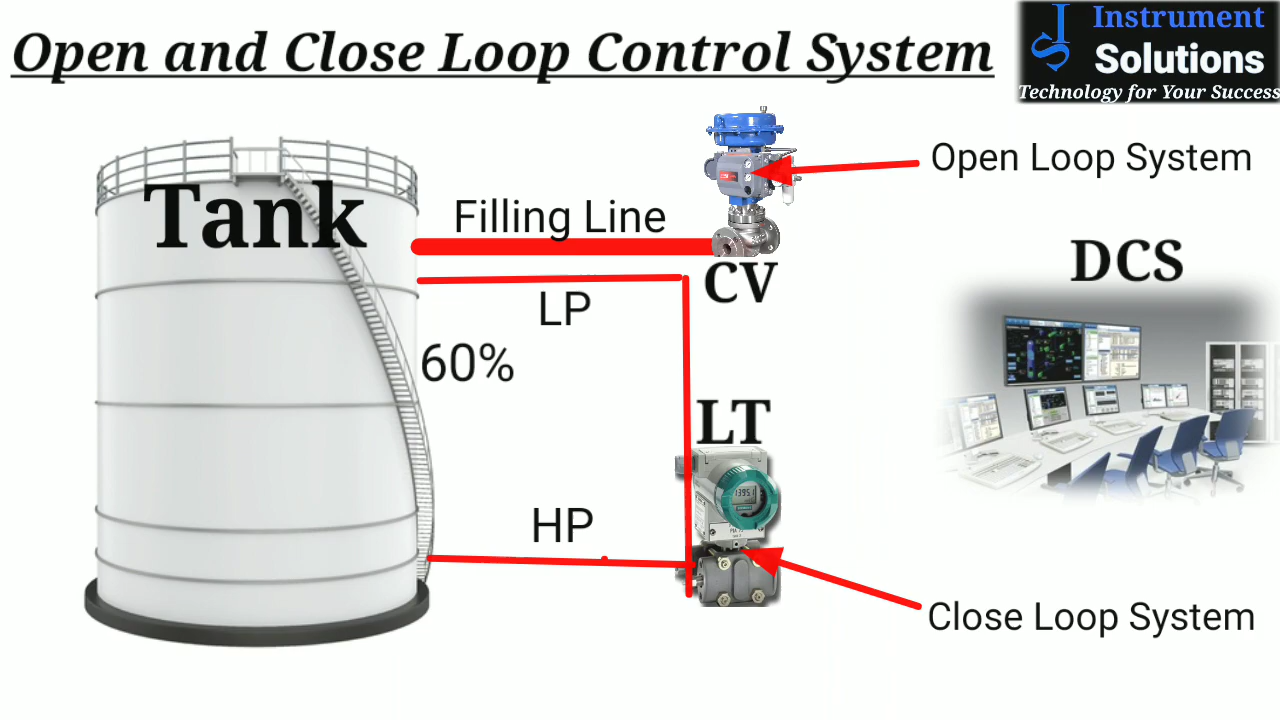 Open and Close Loop Control System
Instrument
Solutions
Technology for Your Success
Open Loop System
Tank
Filling Line
CV
DCS
LP
60%
LT
HP
Close Loop System